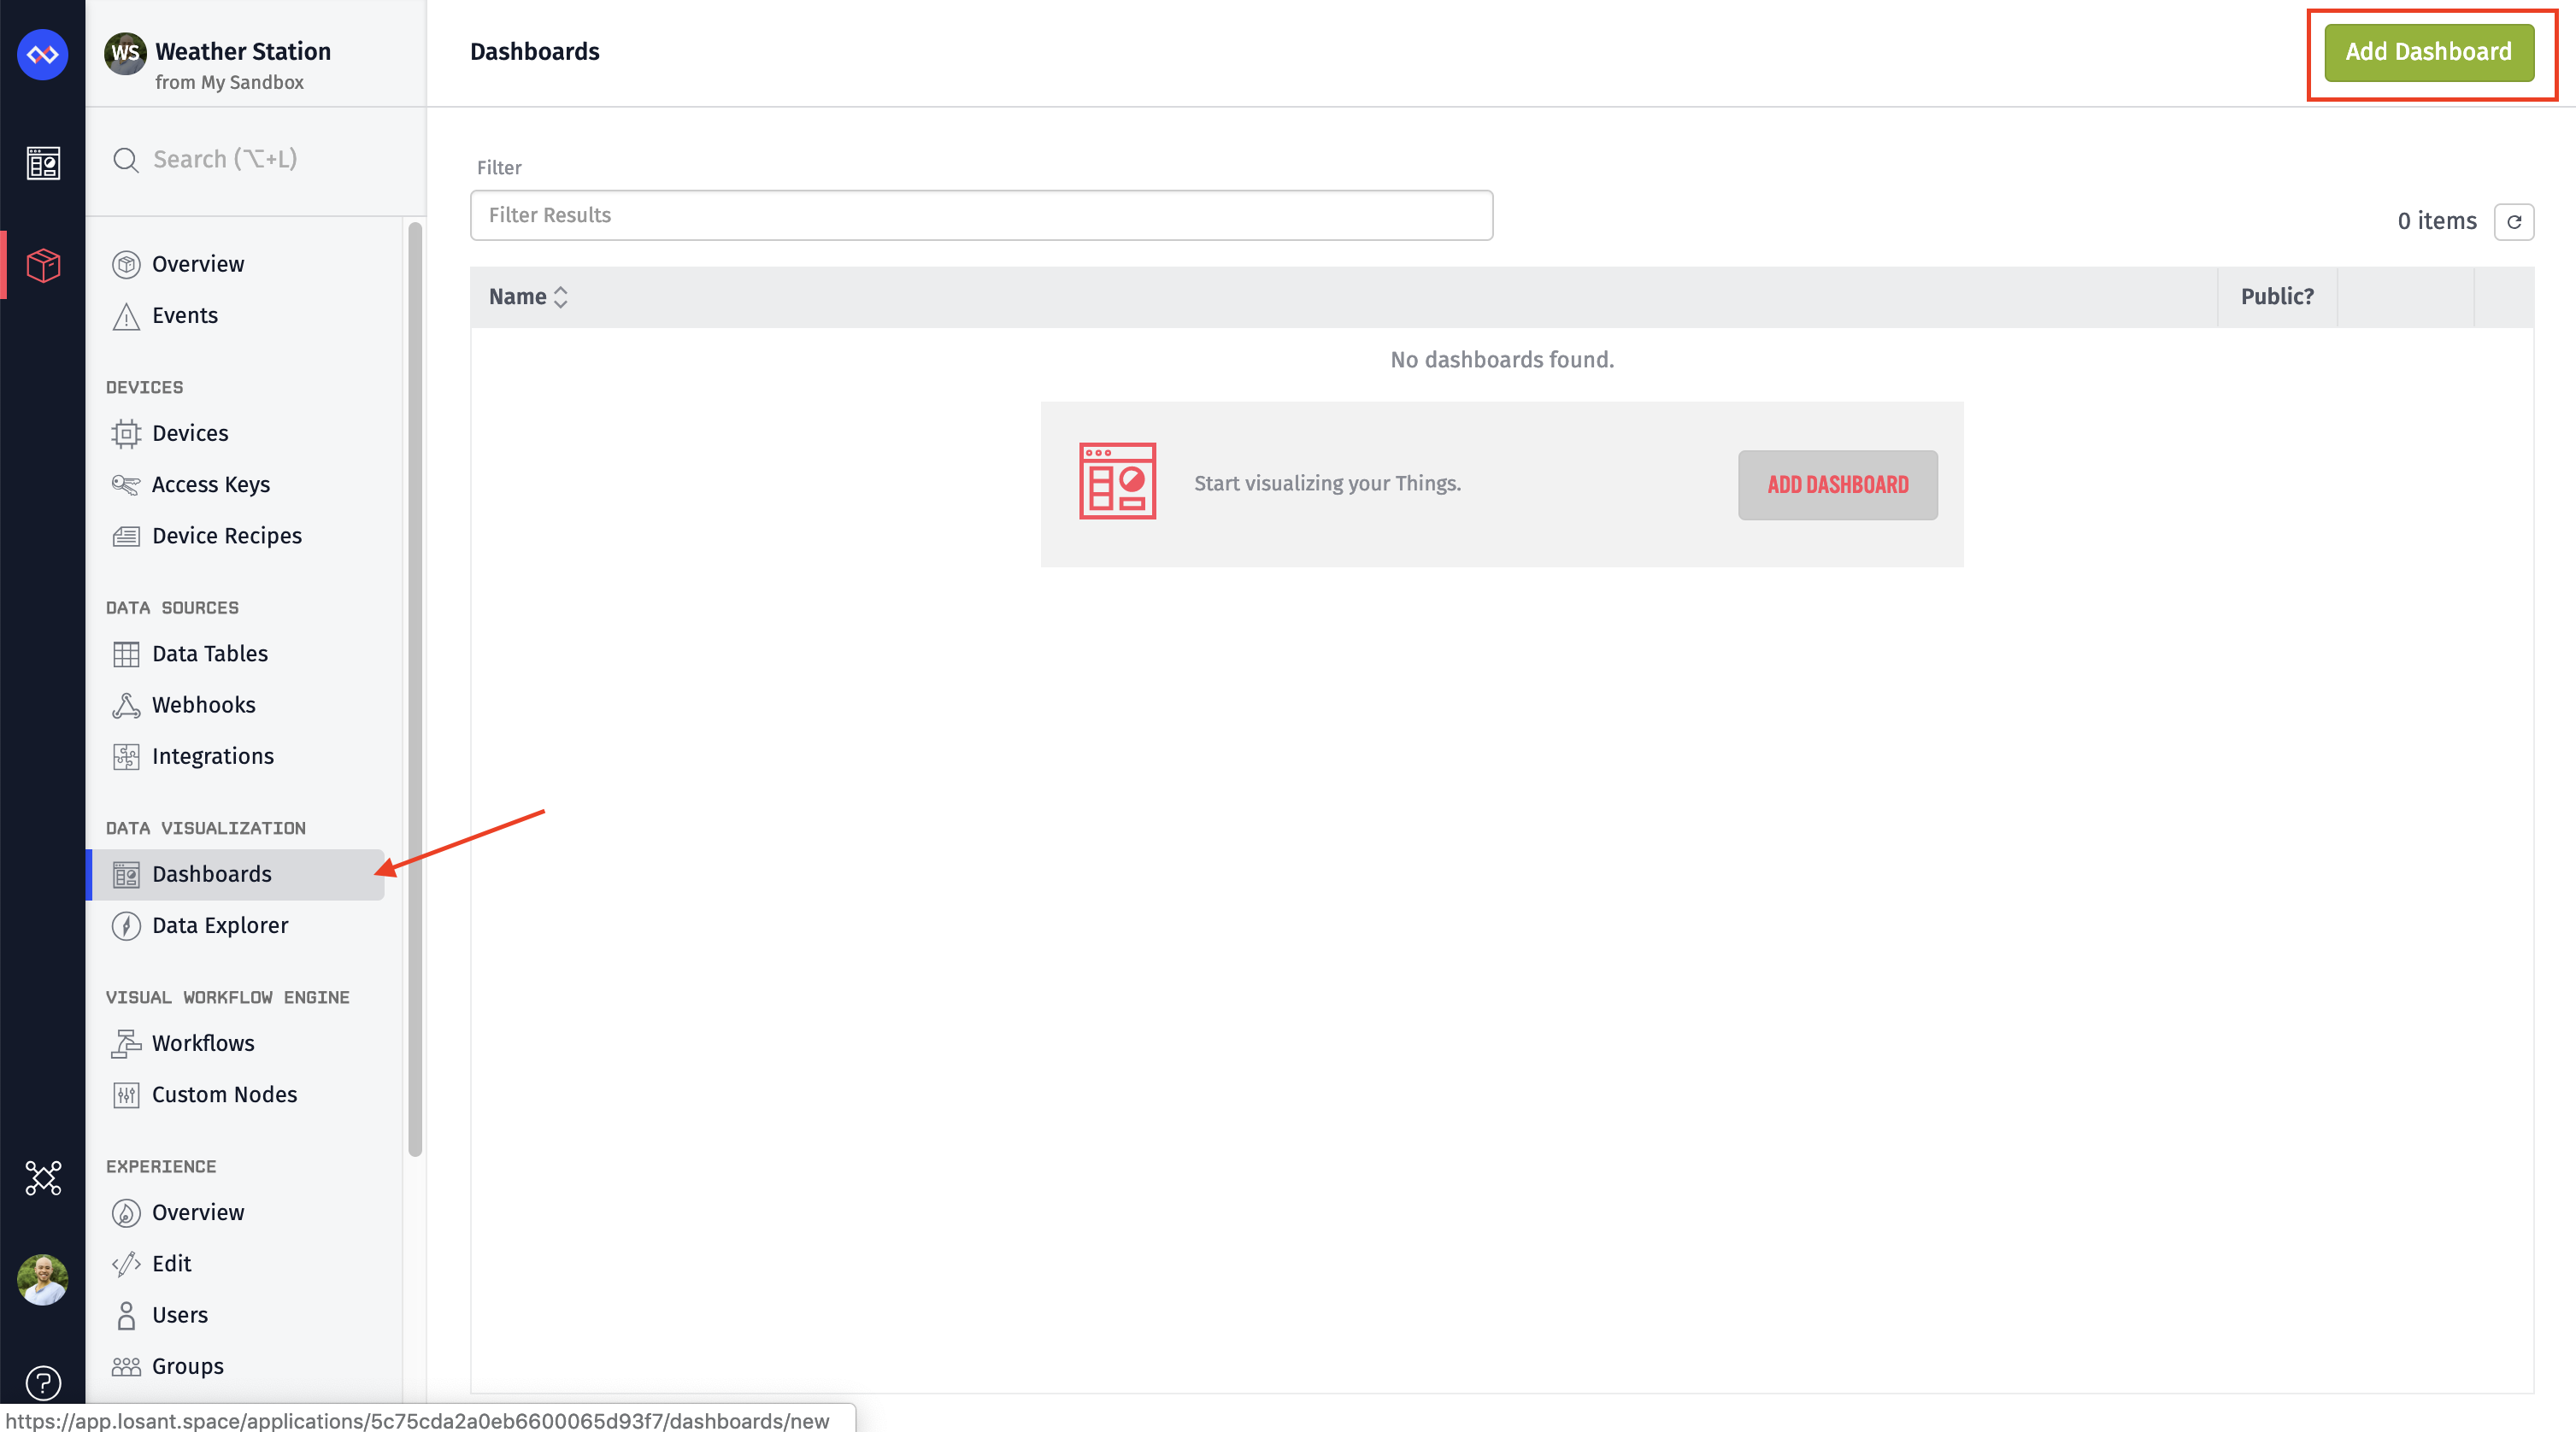 WS Weather Station
from My Sandbox
Search (⌥+L)
Overview
Events
DEVICES
Devices
Access Keys
Device Recipes
DATA SOURCES
Data Tables
Webhooks
Integrations
DATA VISUALIZATION
Dashboards
Data Explorer
VISUAL WORKFLOW ENGINE
Workflows
Custom Nodes
EXPERIENCE
Overview
Edit
Users
Groups
Dashboards
Add Dashboard
Filter
Filter Results
0 items
Name Public?
No dashboards found.
Start visualizing your Things. ADD DASHBOARD
https://app.losant.space/applications/5c75cda2a0eb6600065d93f7/dashboards/new